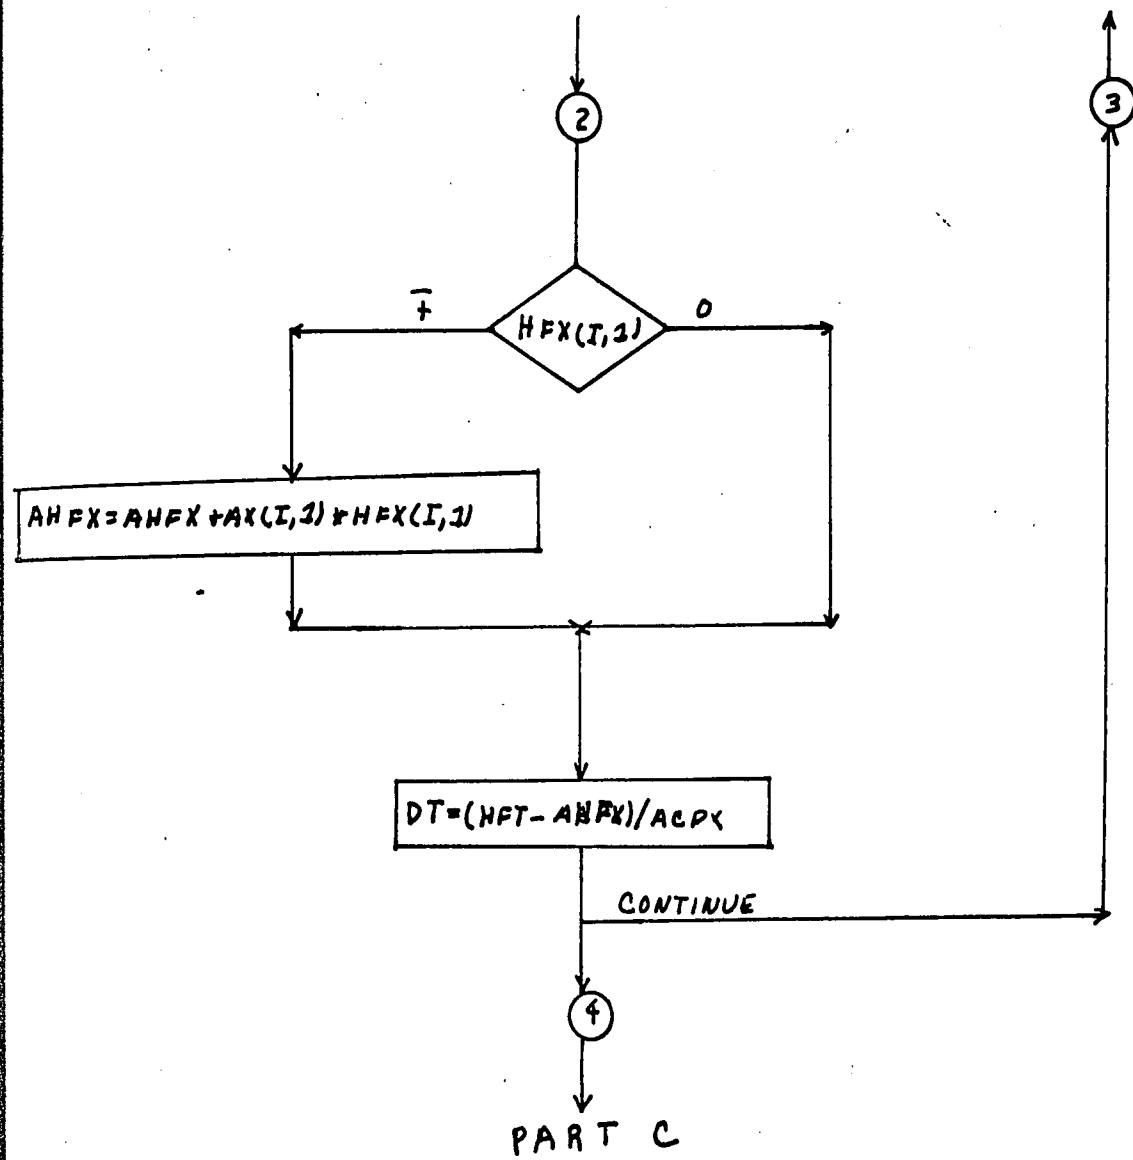 2
3
∓ 0
HFX(I,1)
AHFX=AHFX+AX(I,1)*HFX(I,1)
DT=(HFT-AHFX)/ACPX
CONTINUE
4
PART C